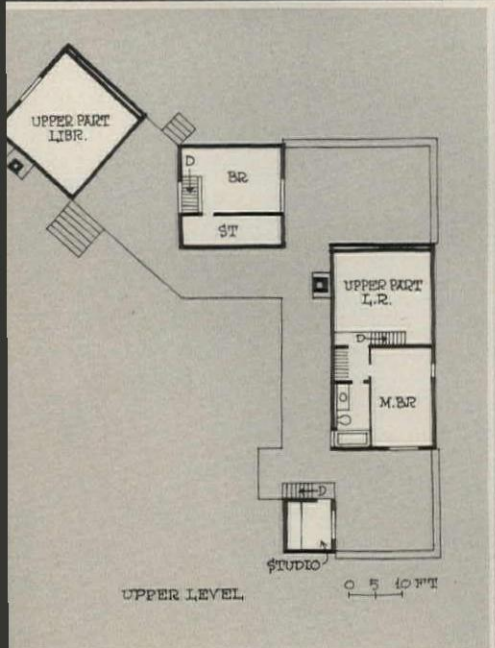 UPPER PART
LIBR.
D
BR
ST
UPPER PART
L.R.
D
M.BR
D
STUDIO
UPPER LEVEL
0 5 10 FT